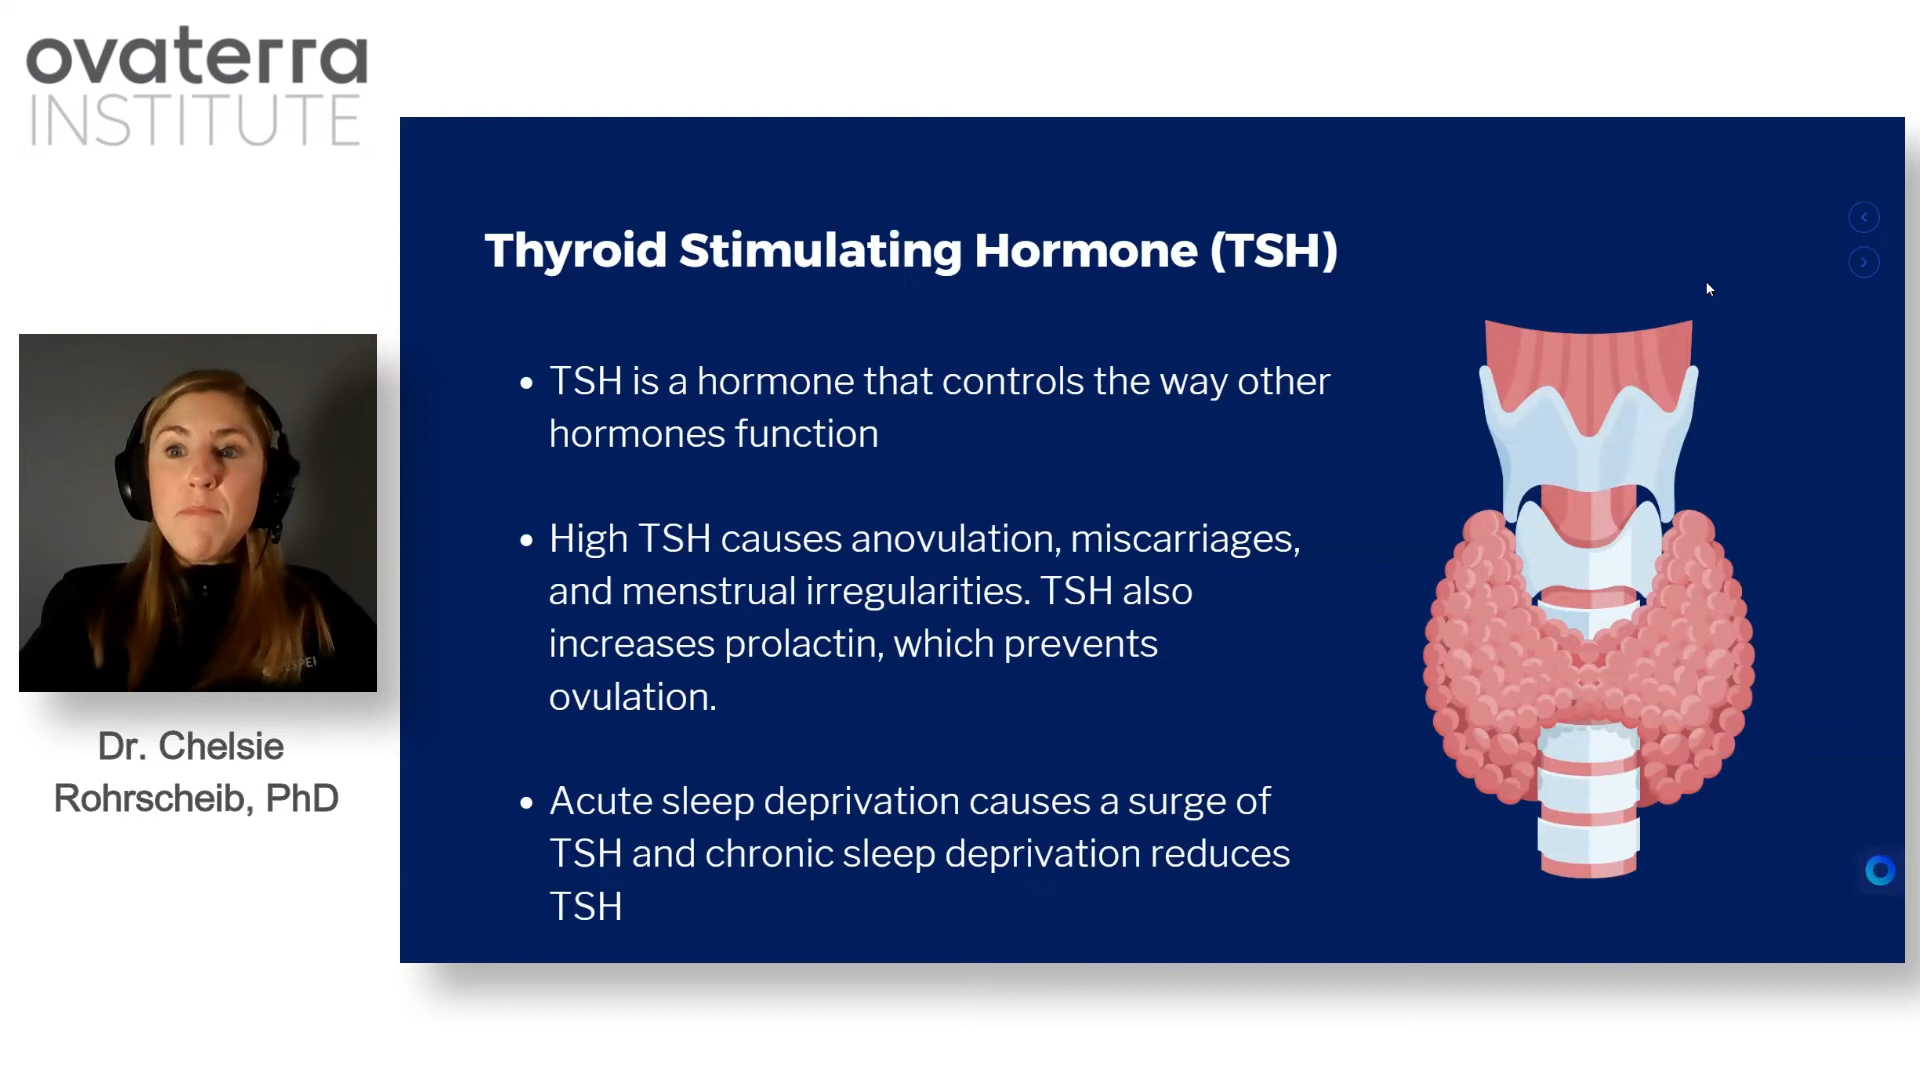 ovaterra
INSTITUTE
Thyroid Stimulating Hormone (TSH)
• TSH is a hormone that controls the way other
hormones function
• High TSH causes anovulation, miscarriages,
and menstrual irregularities. TSH also
increases prolactin, which prevents
ovulation.
• Acute sleep deprivation causes a surge of
TSH and chronic sleep deprivation reduces
TSH
Dr. Chelsie
Rohrscheib, PhD